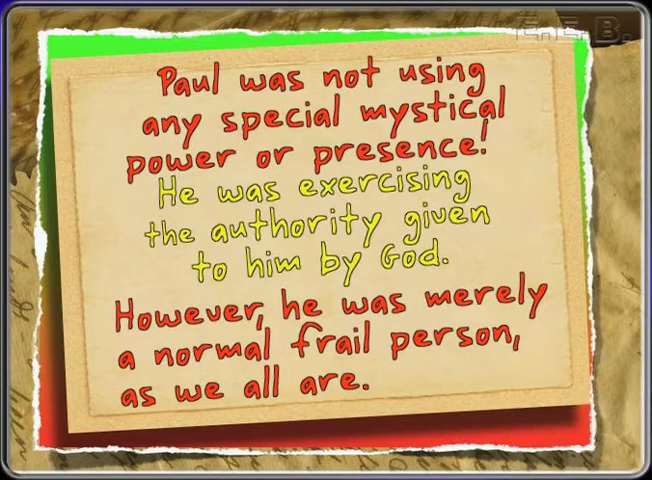 E.E.B.
Paul was not using
any special mystical
power or presence!
He was exercising
the authority given
to him by God.
However, he was merely
a normal frail person,
as we all are.